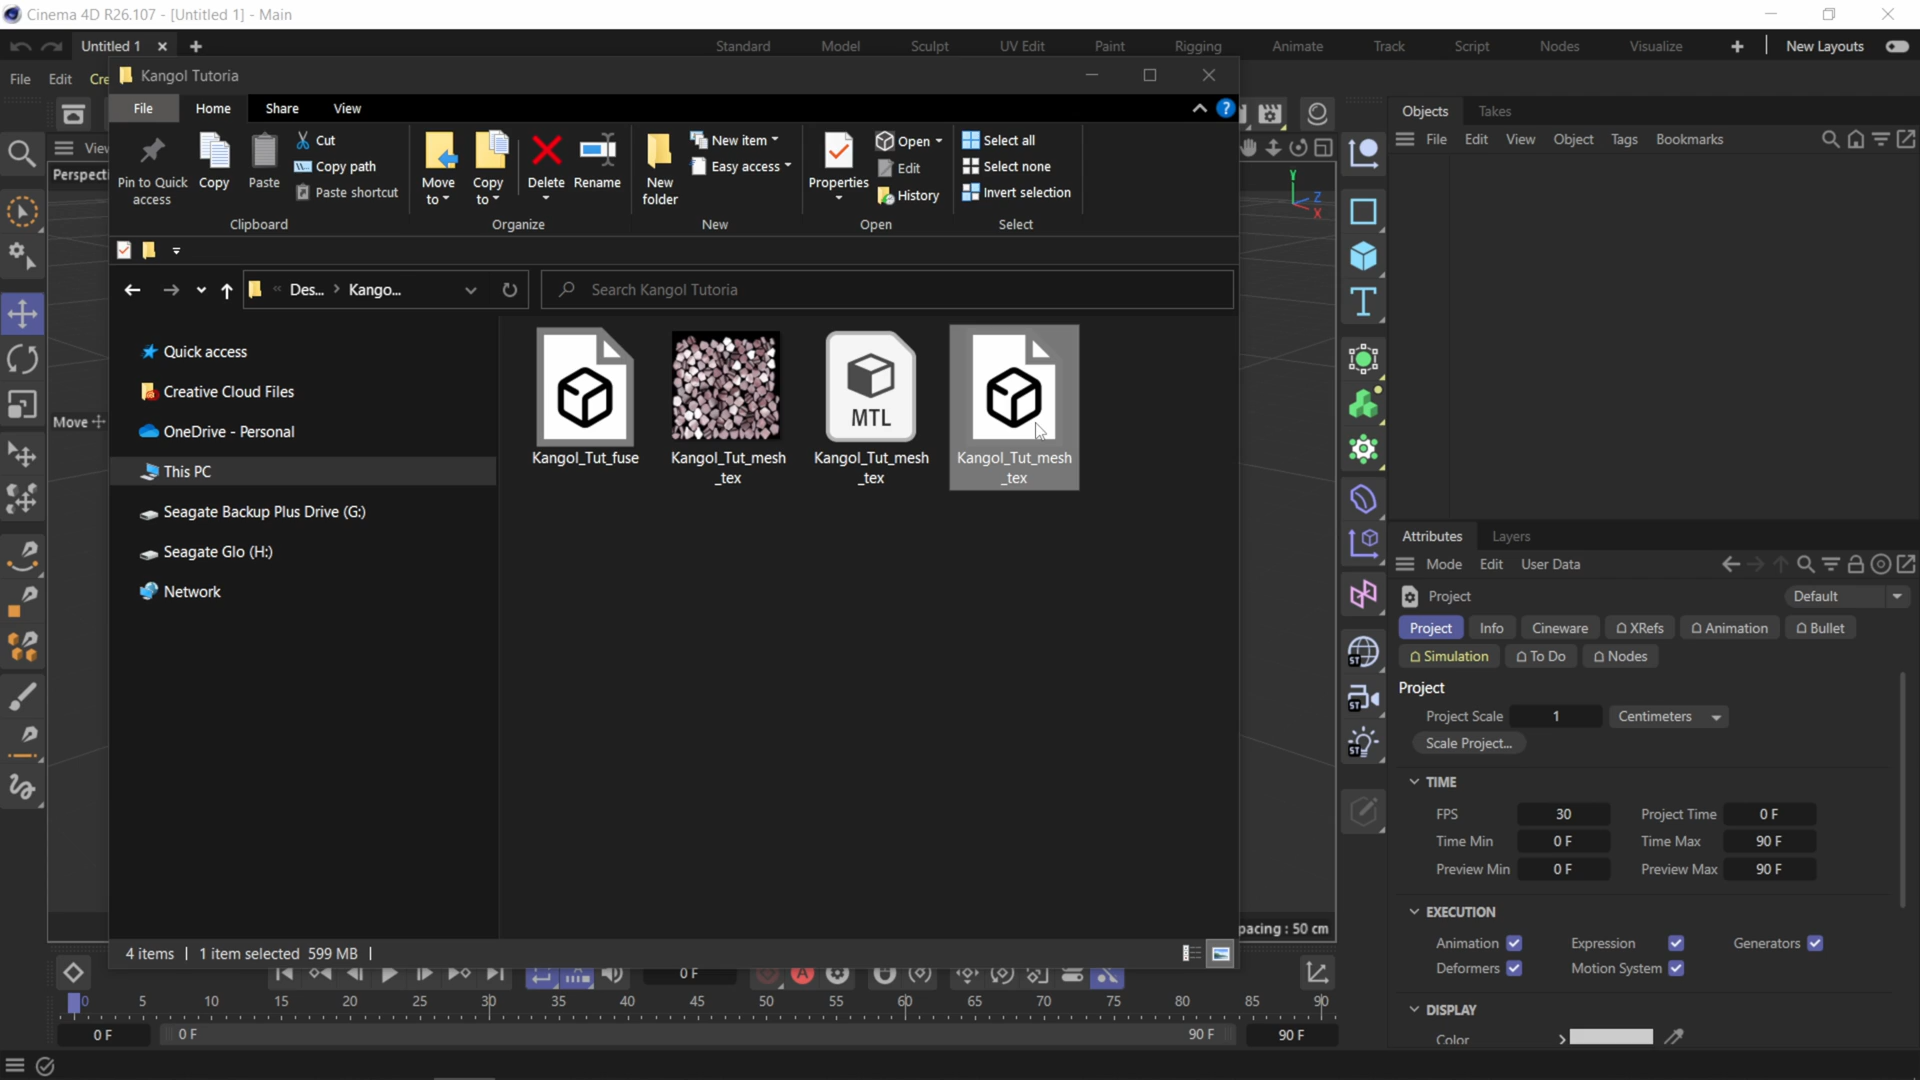 Cinema 4D R26.107 - [Untitled 1] - Main
Untitled 1
Standard Model Sculpt UV Edit Paint Rigging Animate Track Script Nodes Visualize New Layouts
File Edit Cre
Kangol Tutoria
File Home Share View
Pin to Quick access
Copy
Paste
Cut
Copy path
Paste shortcut
Clipboard
Move to
Copy to
Delete
Rename
Organize
New folder
New item
Easy access
New
Properties
Open
Edit
History
Open
Select all
Select none
Invert selection
Select
View
Perspecti
Des... Kango...
Search Kangol Tutoria
Quick access
Creative Cloud Files
OneDrive - Personal
This PC
Seagate Backup Plus Drive (G:)
Seagate Glo (H:)
Network
Move
MTL
Kangol_Tut_fuse
Kangol_Tut_mesh
_tex
Kangol_Tut_mesh
_tex
Kangol_Tut_mesh
_tex
4 items 1 item selected 599 MB
pacing : 50 cm
Y
Z
X
ST
ST
ST
Objects Takes
File Edit View Object Tags Bookmarks
Attributes Layers
Mode Edit User Data
Project Default
Project Info Cineware XRefs Animation Bullet
Simulation To Do Nodes
Project
Project Scale 1 Centimeters
Scale Project...
TIME
FPS 30 Project Time 0 F
Time Min 0 F Time Max 90 F
Preview Min 0 F Preview Max 90 F
EXECUTION
Animation Expression Generators
Deformers Motion System
DISPLAY
Color
0 F
A
0 5 10 15 20 25 30 35 40 45 50 55 60 65 70 75 80 85 90
0 F 0 F 90 F 90 F